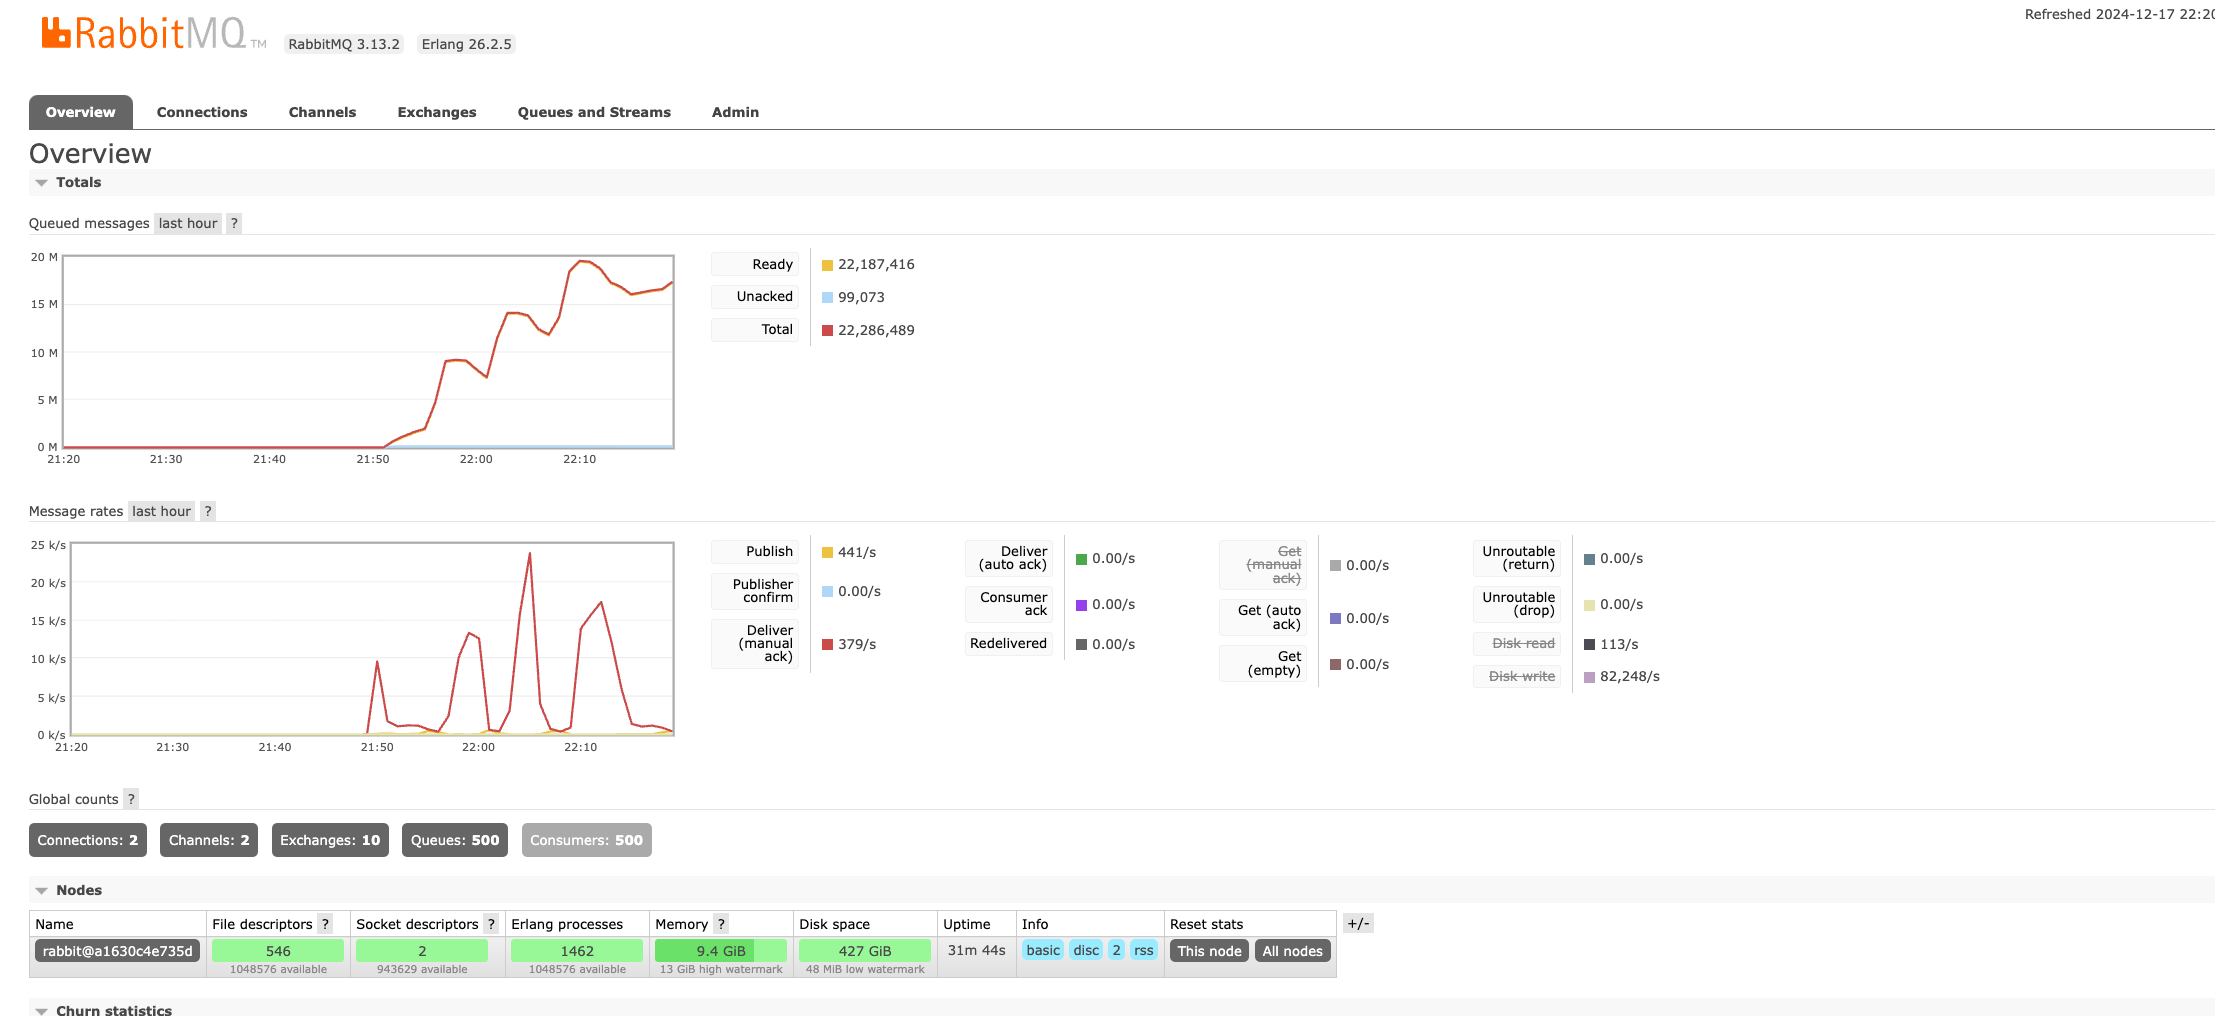 Refreshed 2024-12-17 22:20
RabbitMQ TM RabbitMQ 3.13.2 Erlang 26.2.5
Overview Connections Channels Exchanges Queues and Streams Admin
Overview
Totals
Queued messages last hour ?
20 M
15 M
10 M
5 M
0 M
21:20 21:30 21:40 21:50 22:00 22:10
Ready 22,187,416
Unacked 99,073
Total 22,286,489
Message rates last hour ?
25 k/s
20 k/s
15 k/s
10 k/s
5 k/s
0 k/s
21:20 21:30 21:40 21:50 22:00 22:10
Publish 441/s
Publisher
confirm 0.00/s
Deliver
(manual
ack) 379/s
Deliver
(auto ack) 0.00/s
Consumer
ack 0.00/s
Redelivered 0.00/s
Get
(manual
ack) 0.00/s
Get (auto
ack) 0.00/s
Get
(empty) 0.00/s
Unroutable
(return) 0.00/s
Unroutable
(drop) 0.00/s
Disk read 113/s
Disk write 82,248/s
Global counts ?
Connections: 2 Channels: 2 Exchanges: 10 Queues: 500 Consumers: 500
Nodes
Name File descriptors ? Socket descriptors ? Erlang processes Memory ? Disk space Uptime Info Reset stats +/-
rabbit@a1630c4e735d 546 2 1462 9.4 GiB 427 GiB 31m 44s basic disc 2 rss This node All nodes
1048576 available 943629 available 1048576 available 13 GiB high watermark 48 MiB low watermark
Churn statistics